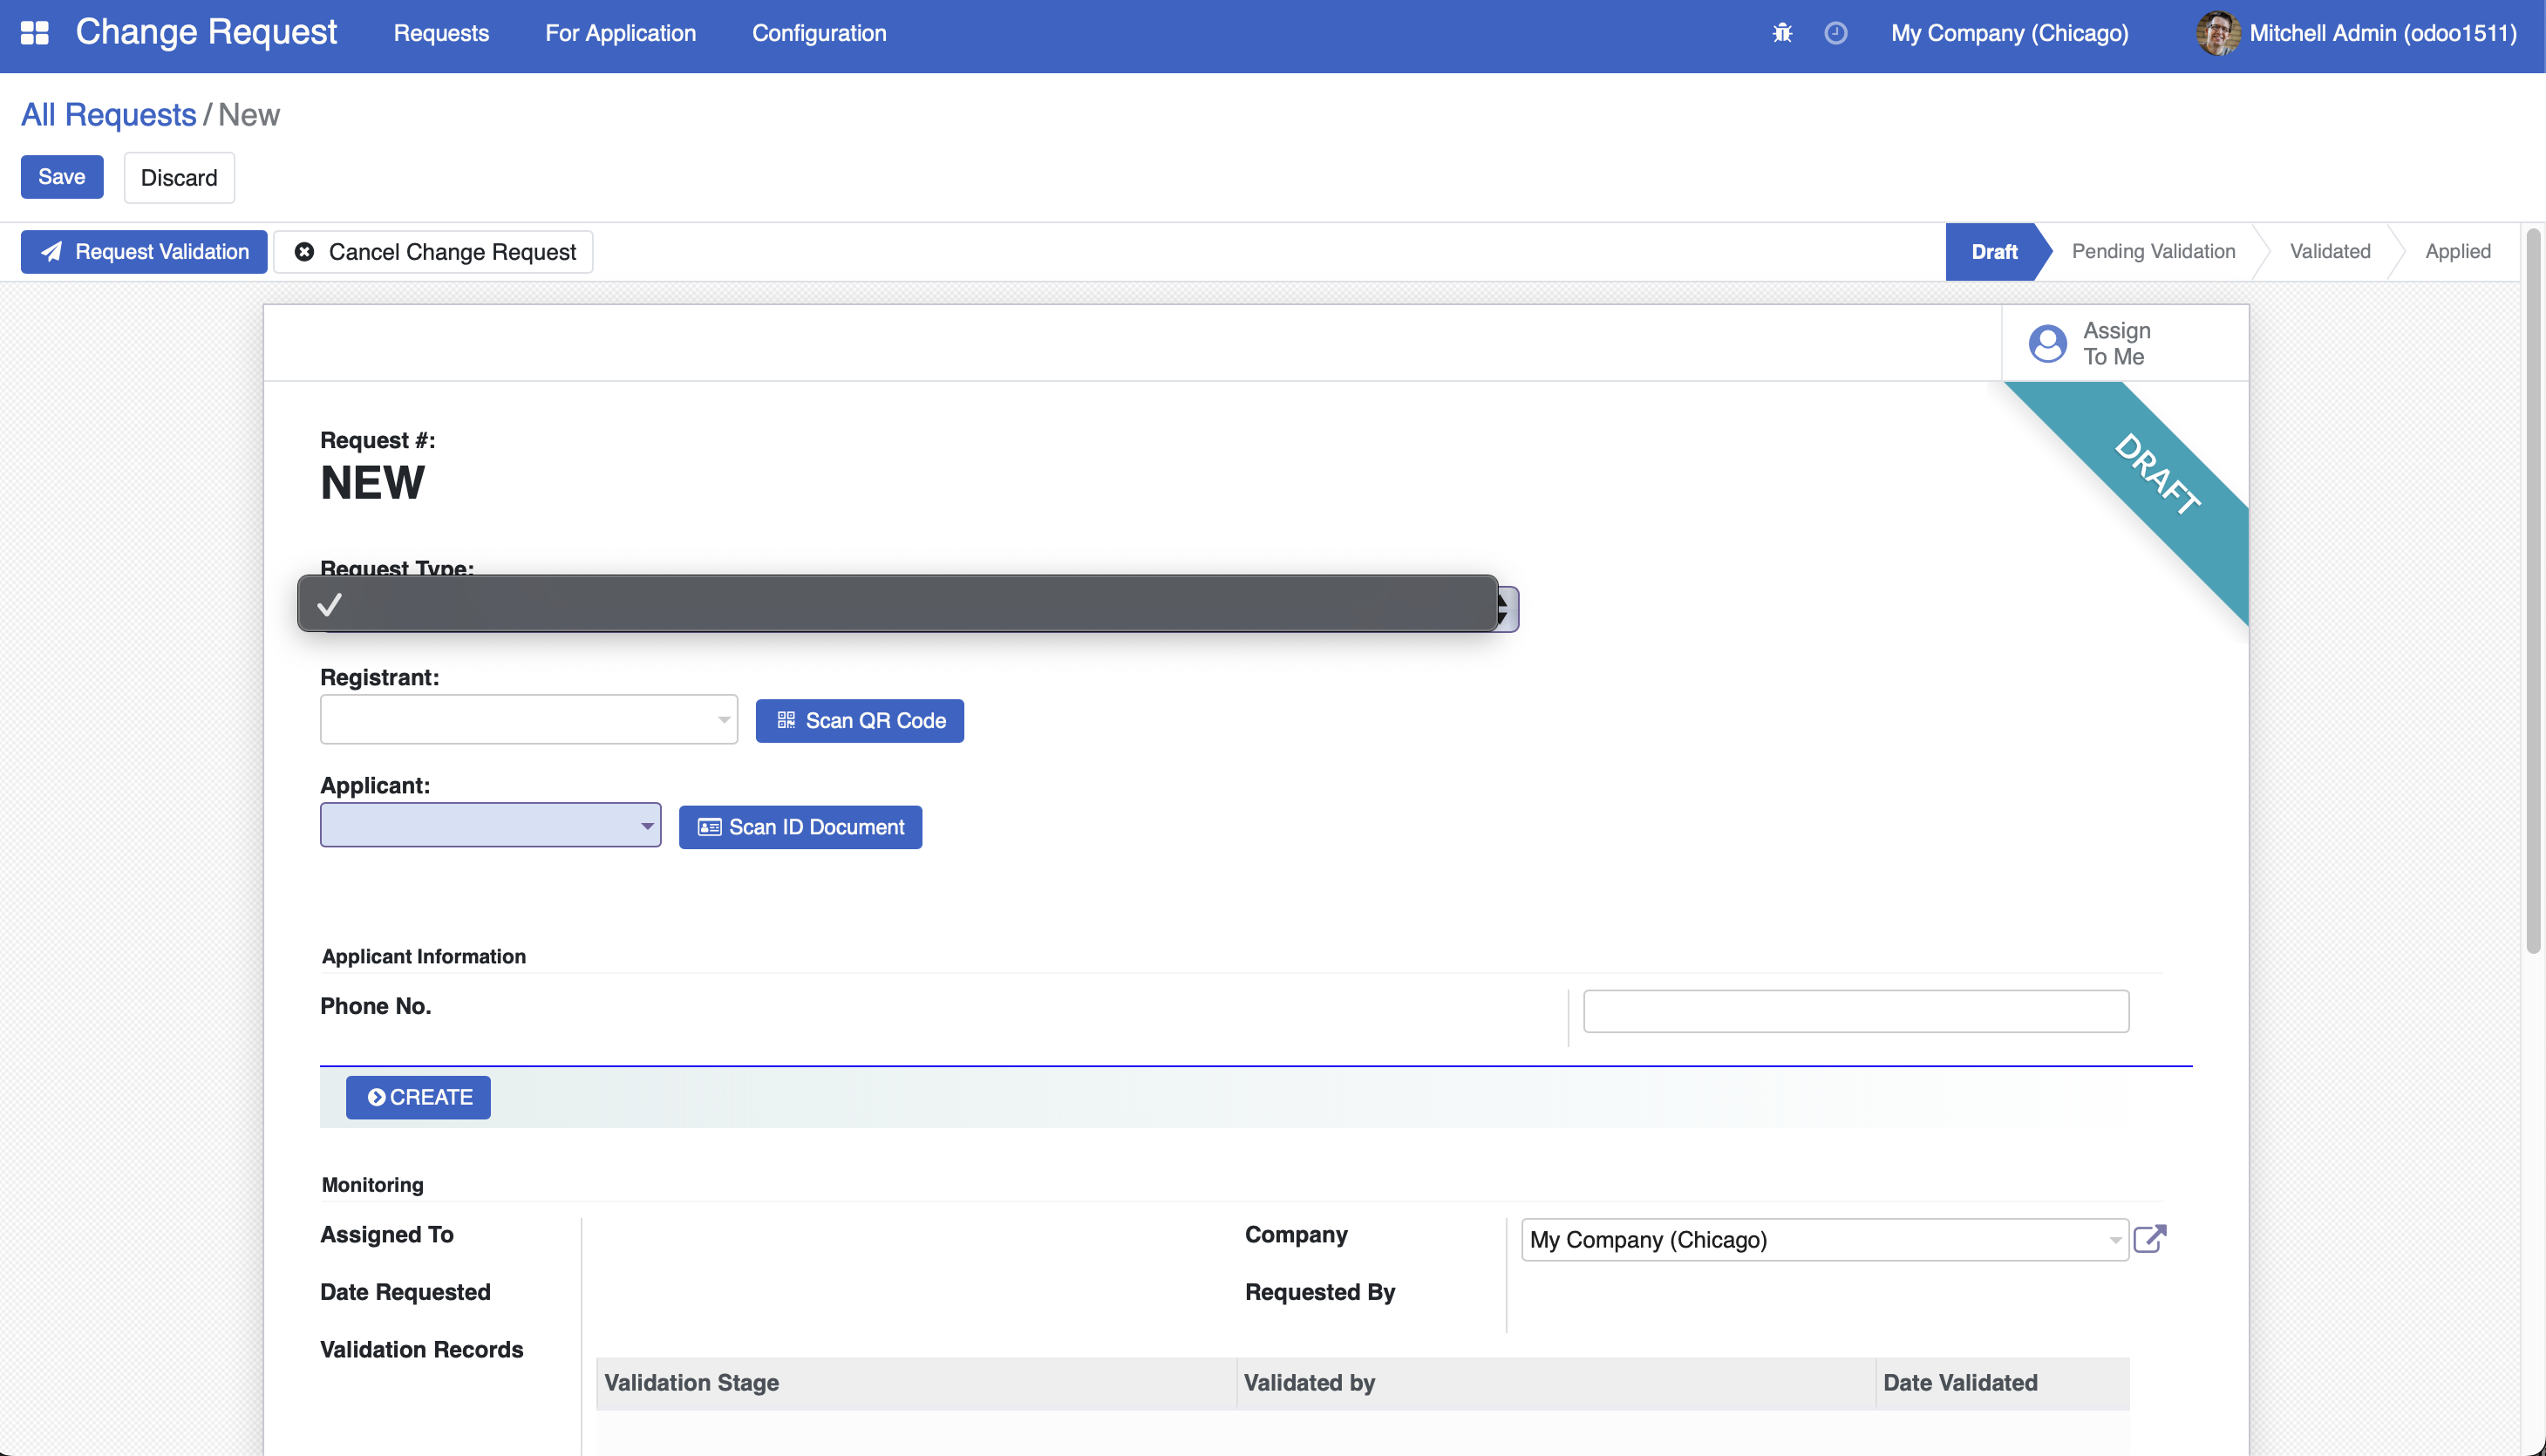 Change Request
Requests
For Application
Configuration
My Company (Chicago)
Mitchell Admin (odoo1511)
All Requests / New
Save
Discard
Request Validation
Cancel Change Request
Draft
Pending Validation
Validated
Applied
Assign
To Me
DRAFT
Request #:
NEW
Request Type:
Registrant:
Scan QR Code
Applicant:
Scan ID Document
Applicant Information
Phone No.
CREATE
Monitoring
Assigned To
Company
My Company (Chicago)
Date Requested
Requested By
Validation Records
Validation Stage
Validated by
Date Validated